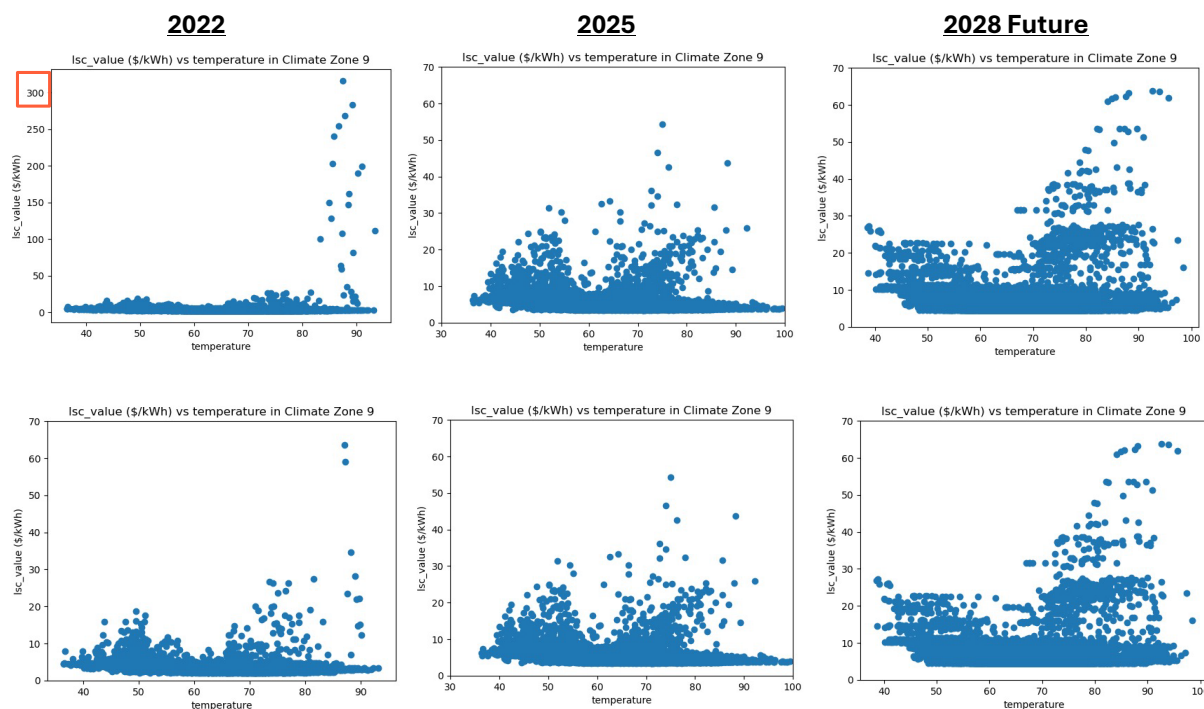 2022
2025
2028 Future
lsc_value ($/kWh) vs temperature in Climate Zone 9
300
250
200
150
100
50
0
lsc_value ($/kWh)
40 50 60 70 80 90
temperature
lsc_value ($/kWh) vs temperature in Climate Zone 9
70
60
50
40
30
20
10
0
lsc_value ($/kWh)
30 40 50 60 70 80 90 100
temperature
lsc_value ($/kWh) vs temperature in Climate Zone 9
70
60
50
40
30
20
10
0
lsc_value ($/kWh)
40 50 60 70 80 90 100
temperature
lsc_value ($/kWh) vs temperature in Climate Zone 9
70
60
50
40
30
20
10
0
lsc_value ($/kWh)
40 50 60 70 80 90
temperature
lsc_value ($/kWh) vs temperature in Climate Zone 9
70
60
50
40
30
20
10
0
lsc_value ($/kWh)
30 40 50 60 70 80 90 100
temperature
lsc_value ($/kWh) vs temperature in Climate Zone 9
70
60
50
40
30
20
10
0
lsc_value ($/kWh)
40 50 60 70 80 90
temperature